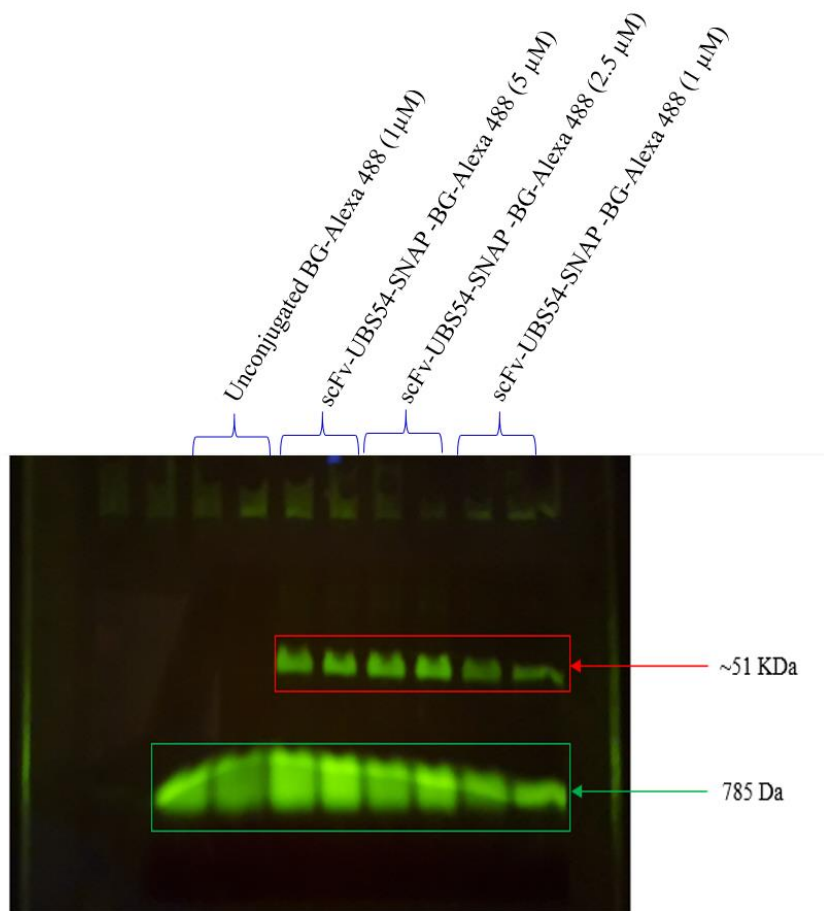 Unconjugated BG-Alexa 488 (1μM)
scFv-UBS54-SNAP -BG-Alexa 488 (5 μM)
scFv-UBS54-SNAP -BG-Alexa 488 (2.5 μM)
scFv-UBS54-SNAP -BG-Alexa 488 (1 μM)
~51 KDa
785 Da